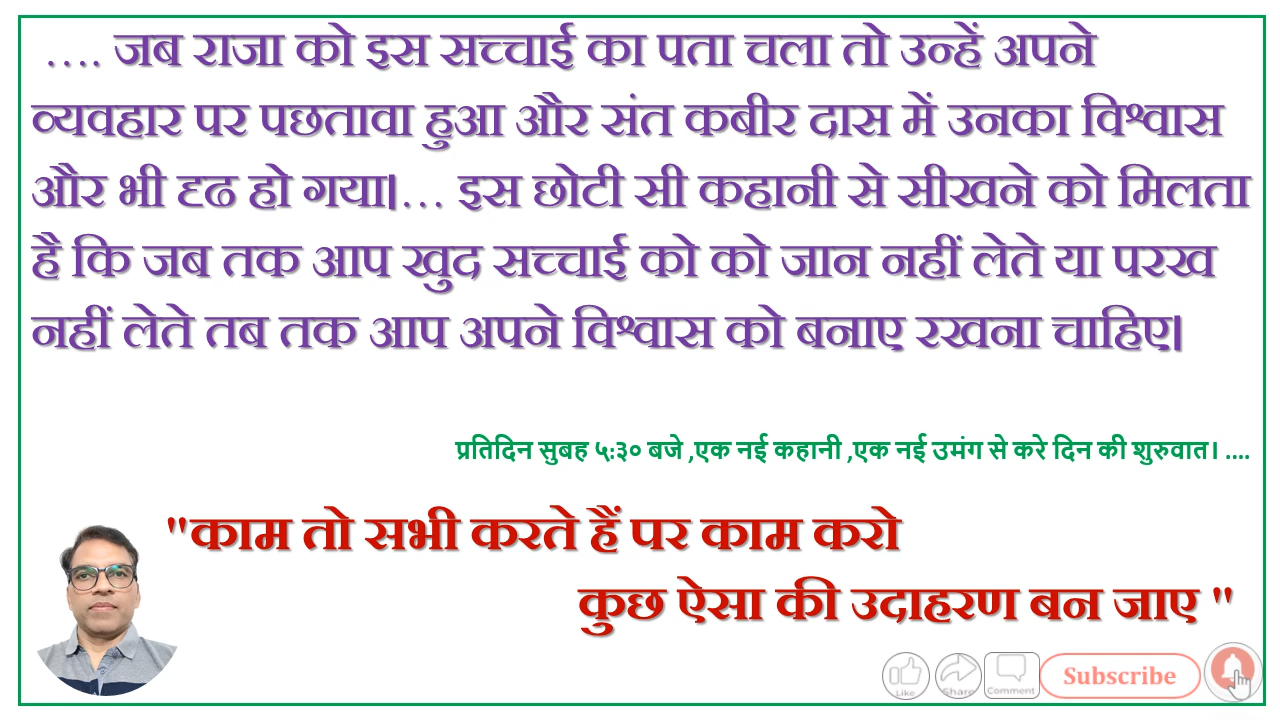 .... जब राजा को इस सच्चाई का पता चला तो उन्हें अपने
व्यवहार पर पछतावा हुआ और संत कबीर दास में उनका विश्वास
और भी दृढ हो गया|... इस छोटी सी कहानी से सीखने को मिलता
है कि जब तक आप खुद सच्चाई को को जान नहीं लेते या परख
नहीं लेते तब तक आप अपने विश्वास को बनाए रखना चाहिए|
प्रतिदिन सुबह ५:३० बजे ,एक नई कहानी ,एक नई उमंग से करे दिन की शुरुवात। ....
"काम तो सभी करते हैं पर काम करो
कुछ ऐसा की उदाहरण बन जाए "
Like Share Comment Subscribe